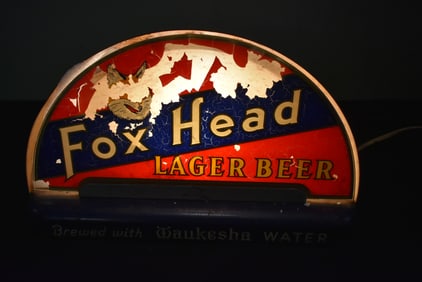 Fox Head
LAGER BEER
Brewed with Waukesha WATER